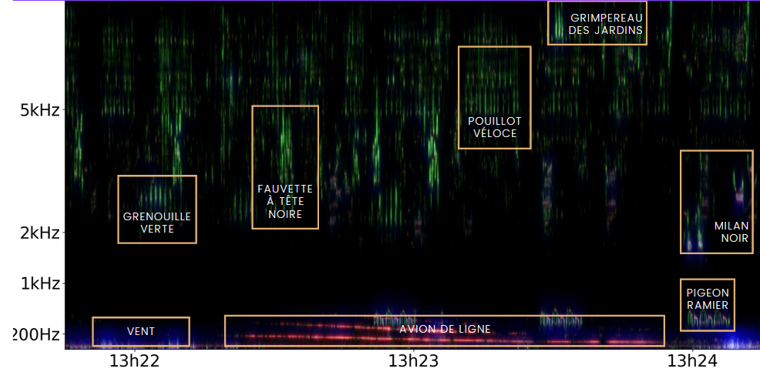 GRIMPEREAU
DES JARDINS
5kHz
POUILLOT
VÉLOCE
FAUVETTE
À TÊTE
NOIRE
GRENOUILLE
VERTE
2kHz
MILAN
NOIR
1kHz
PIGEON
RAMIER
200Hz
VENT
AVION DE LIGNE
13h22
13h23
13h24